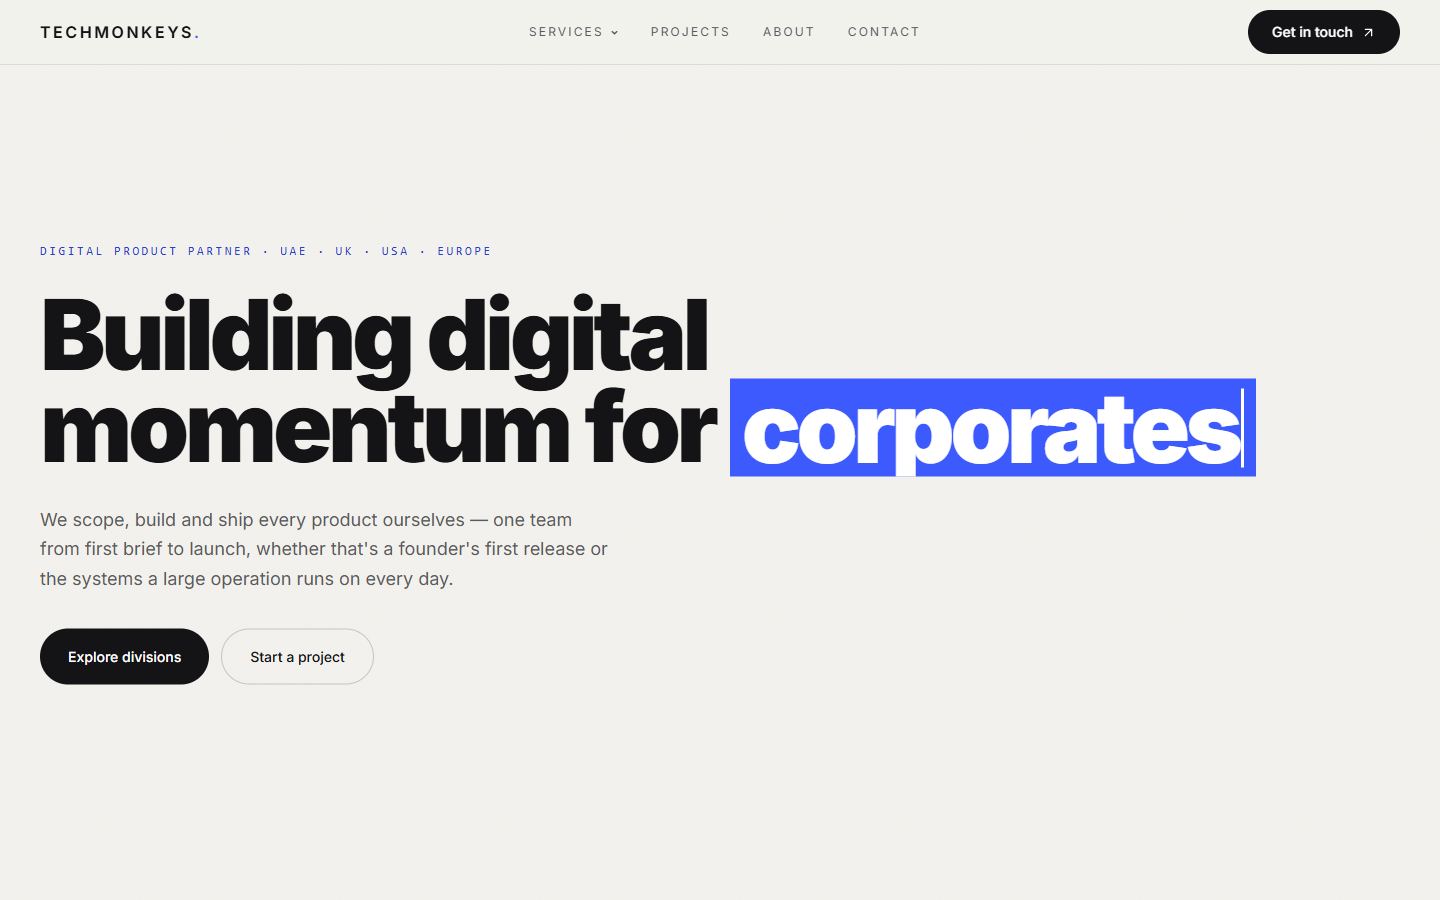 TECHMONKEYS.
SERVICES
PROJECTS
ABOUT
CONTACT
Get in touch
DIGITAL PRODUCT PARTNER · UAE · UK · USA · EUROPE
Building digital
momentum for corporates
We scope, build and ship every product ourselves — one team
from first brief to launch, whether that's a founder's first release or
the systems a large operation runs on every day.
Explore divisions
Start a project